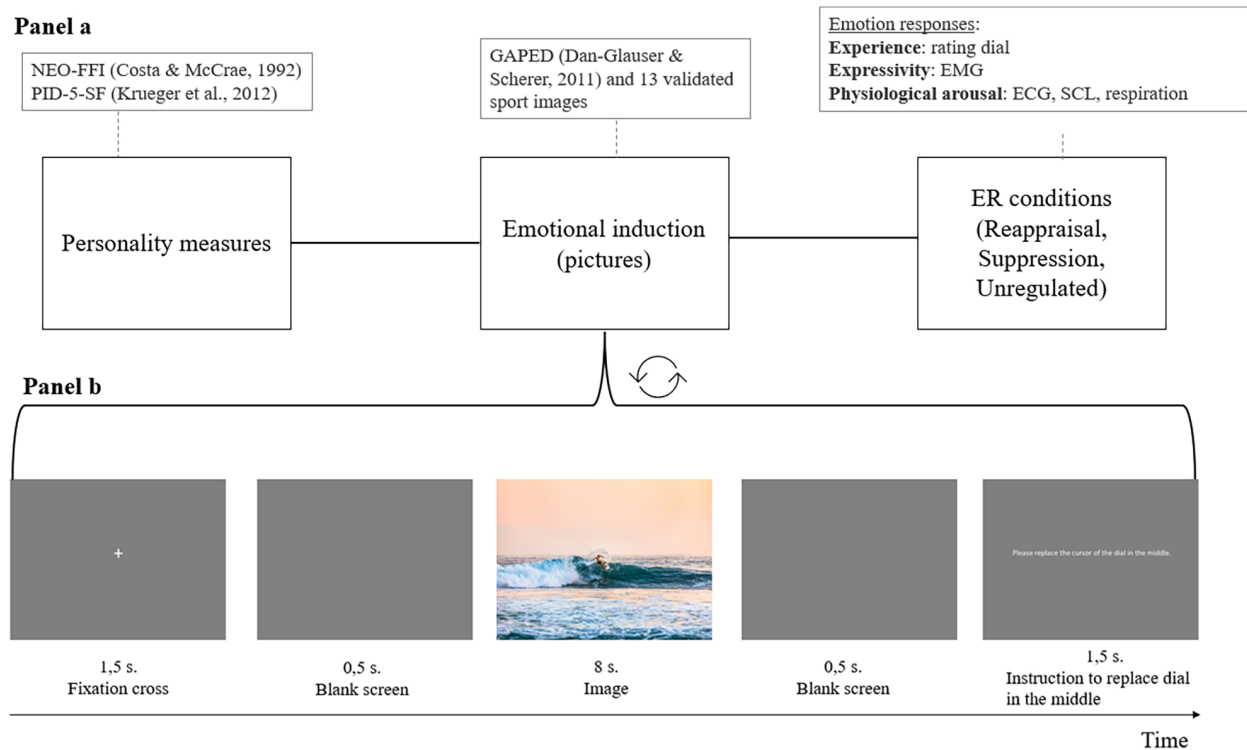 Panel a
NEO-FFI (Costa & McCrae, 1992)
PID-5-SF (Krueger et al., 2012)
GAPED (Dan-Glauser &
Scherer, 2011) and 13 validated
sport images
Emotion responses:
Experience: rating dial
Expressivity: EMG
Physiological arousal: ECG, SCL, respiration
Personality measures
Emotional induction
(pictures)
ER conditions
(Reappraisal,
Suppression,
Unregulated)
Panel b
+
Please replace the cursor of the dial in the middle.
1,5 s.
Fixation cross
0,5 s.
Blank screen
8 s.
Image
0,5 s.
Blank screen
1,5 s.
Instruction to replace dial
in the middle
Time